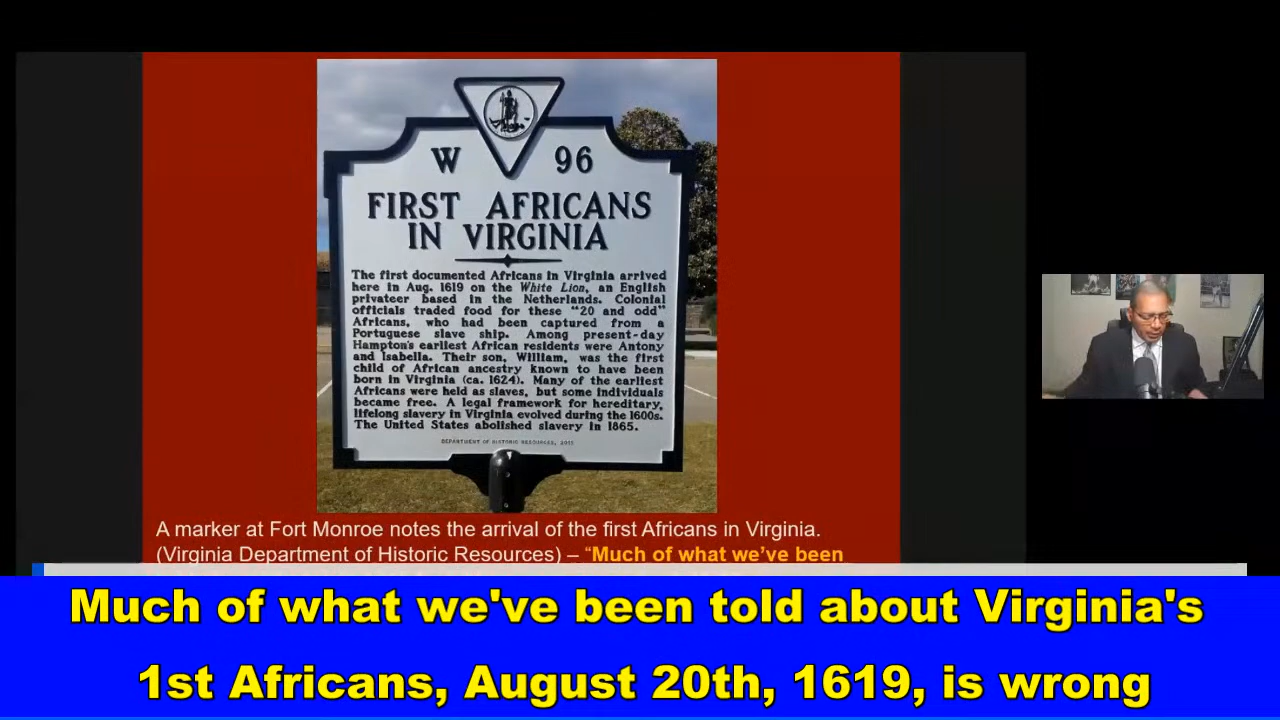 W 96
FIRST AFRICANS
IN VIRGINIA
The first documented Africans in Virginia arrived
here in Aug. 1619 on the White Lion, an English
privateer based in the Netherlands. Colonial
officials traded food for these "20 and odd"
Africans, who had been captured from a
Portuguese slave ship. Among present-day
Hampton's earliest African residents were Antony
and Isabella. Their son, William, was the first
child of African ancestry known to have been
born in Virginia (ca. 1624). Many of the earliest
Africans were held as slaves, but some individuals
became free. A legal framework for hereditary,
lifelong slavery in Virginia evolved during the 1600s.
The United States abolished slavery in 1865.
DEPARTMENT OF HISTORIC RESOURCES,
A marker at Fort Monroe notes the arrival of the first Africans in Virginia.
(Virginia Department of Historic Resources) – “Much of what we’ve been
Much of what we've been told about Virginia's
1st Africans, August 20th, 1619, is wrong